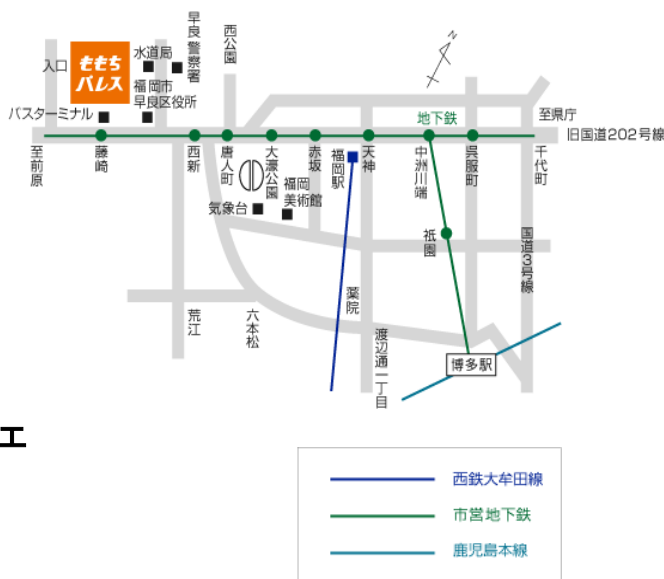 早良警察署
西公園
水道局
入口
ももち
パレス
福岡市
早良区役所
バスターミナル
地下鉄
至県庁
旧国道202号線
至前原
藤崎
西新
唐人町
大濠公園
赤坂
福岡駅
天神
中洲川端
呉服町
千代町
気象台
福岡
美術館
祇園
国道3号線
薬院
荒江
六本松
渡辺通一丁目
博多駅
エ
西鉄大牟田線
市営地下鉄
鹿児島本線
N